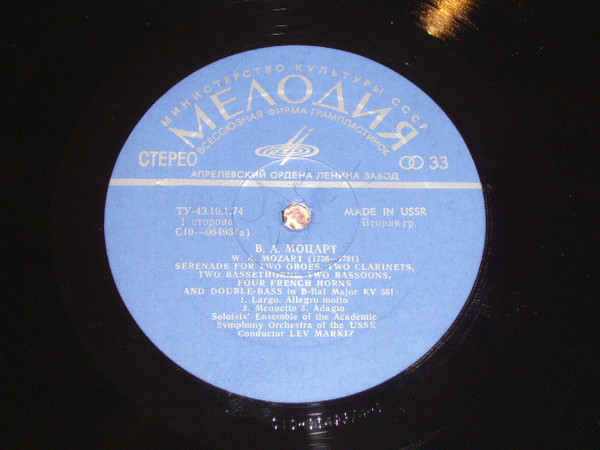 МИНИСТЕРСТВО КУЛЬТУРЫ СССР
МЕЛОДИЯ
ВСЕСОЮЗНАЯ ФИРМА ГРАМПЛАСТИНОК
СТЕРЕО
33
АПРЕЛЕВСКИЙ ОРДЕНА ЛЕНИНА ЗАВОД
ТУ-43.10.1.74 MADE IN USSR
1 сторона Вторая гр.
С10—06493(а)
В. А. МОЦАРТ
W. A. MOZART (1756—1791)
SERENADE FOR TWO OBOES, TWO CLARINETS,
TWO BASSETHORNS, TWO BASSOONS,
FOUR FRENCH HORNS
AND DOUBLE-BASS in B-flat Major KV 361
1. Largo. Allegro molto
2. Menuetto 3. Adagio
Soloists' Ensemble of the Academic
Symphony Orchestra of the USSR
Conductor LEV MARKIZ